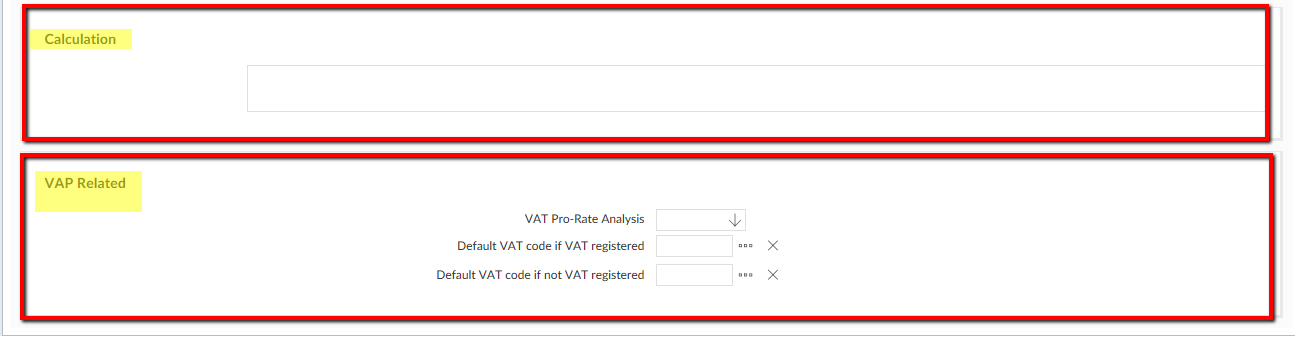 Calculation
VAP Related
VAT Pro-Rate Analysis
Default VAT code if VAT registered
Default VAT code if not VAT registered